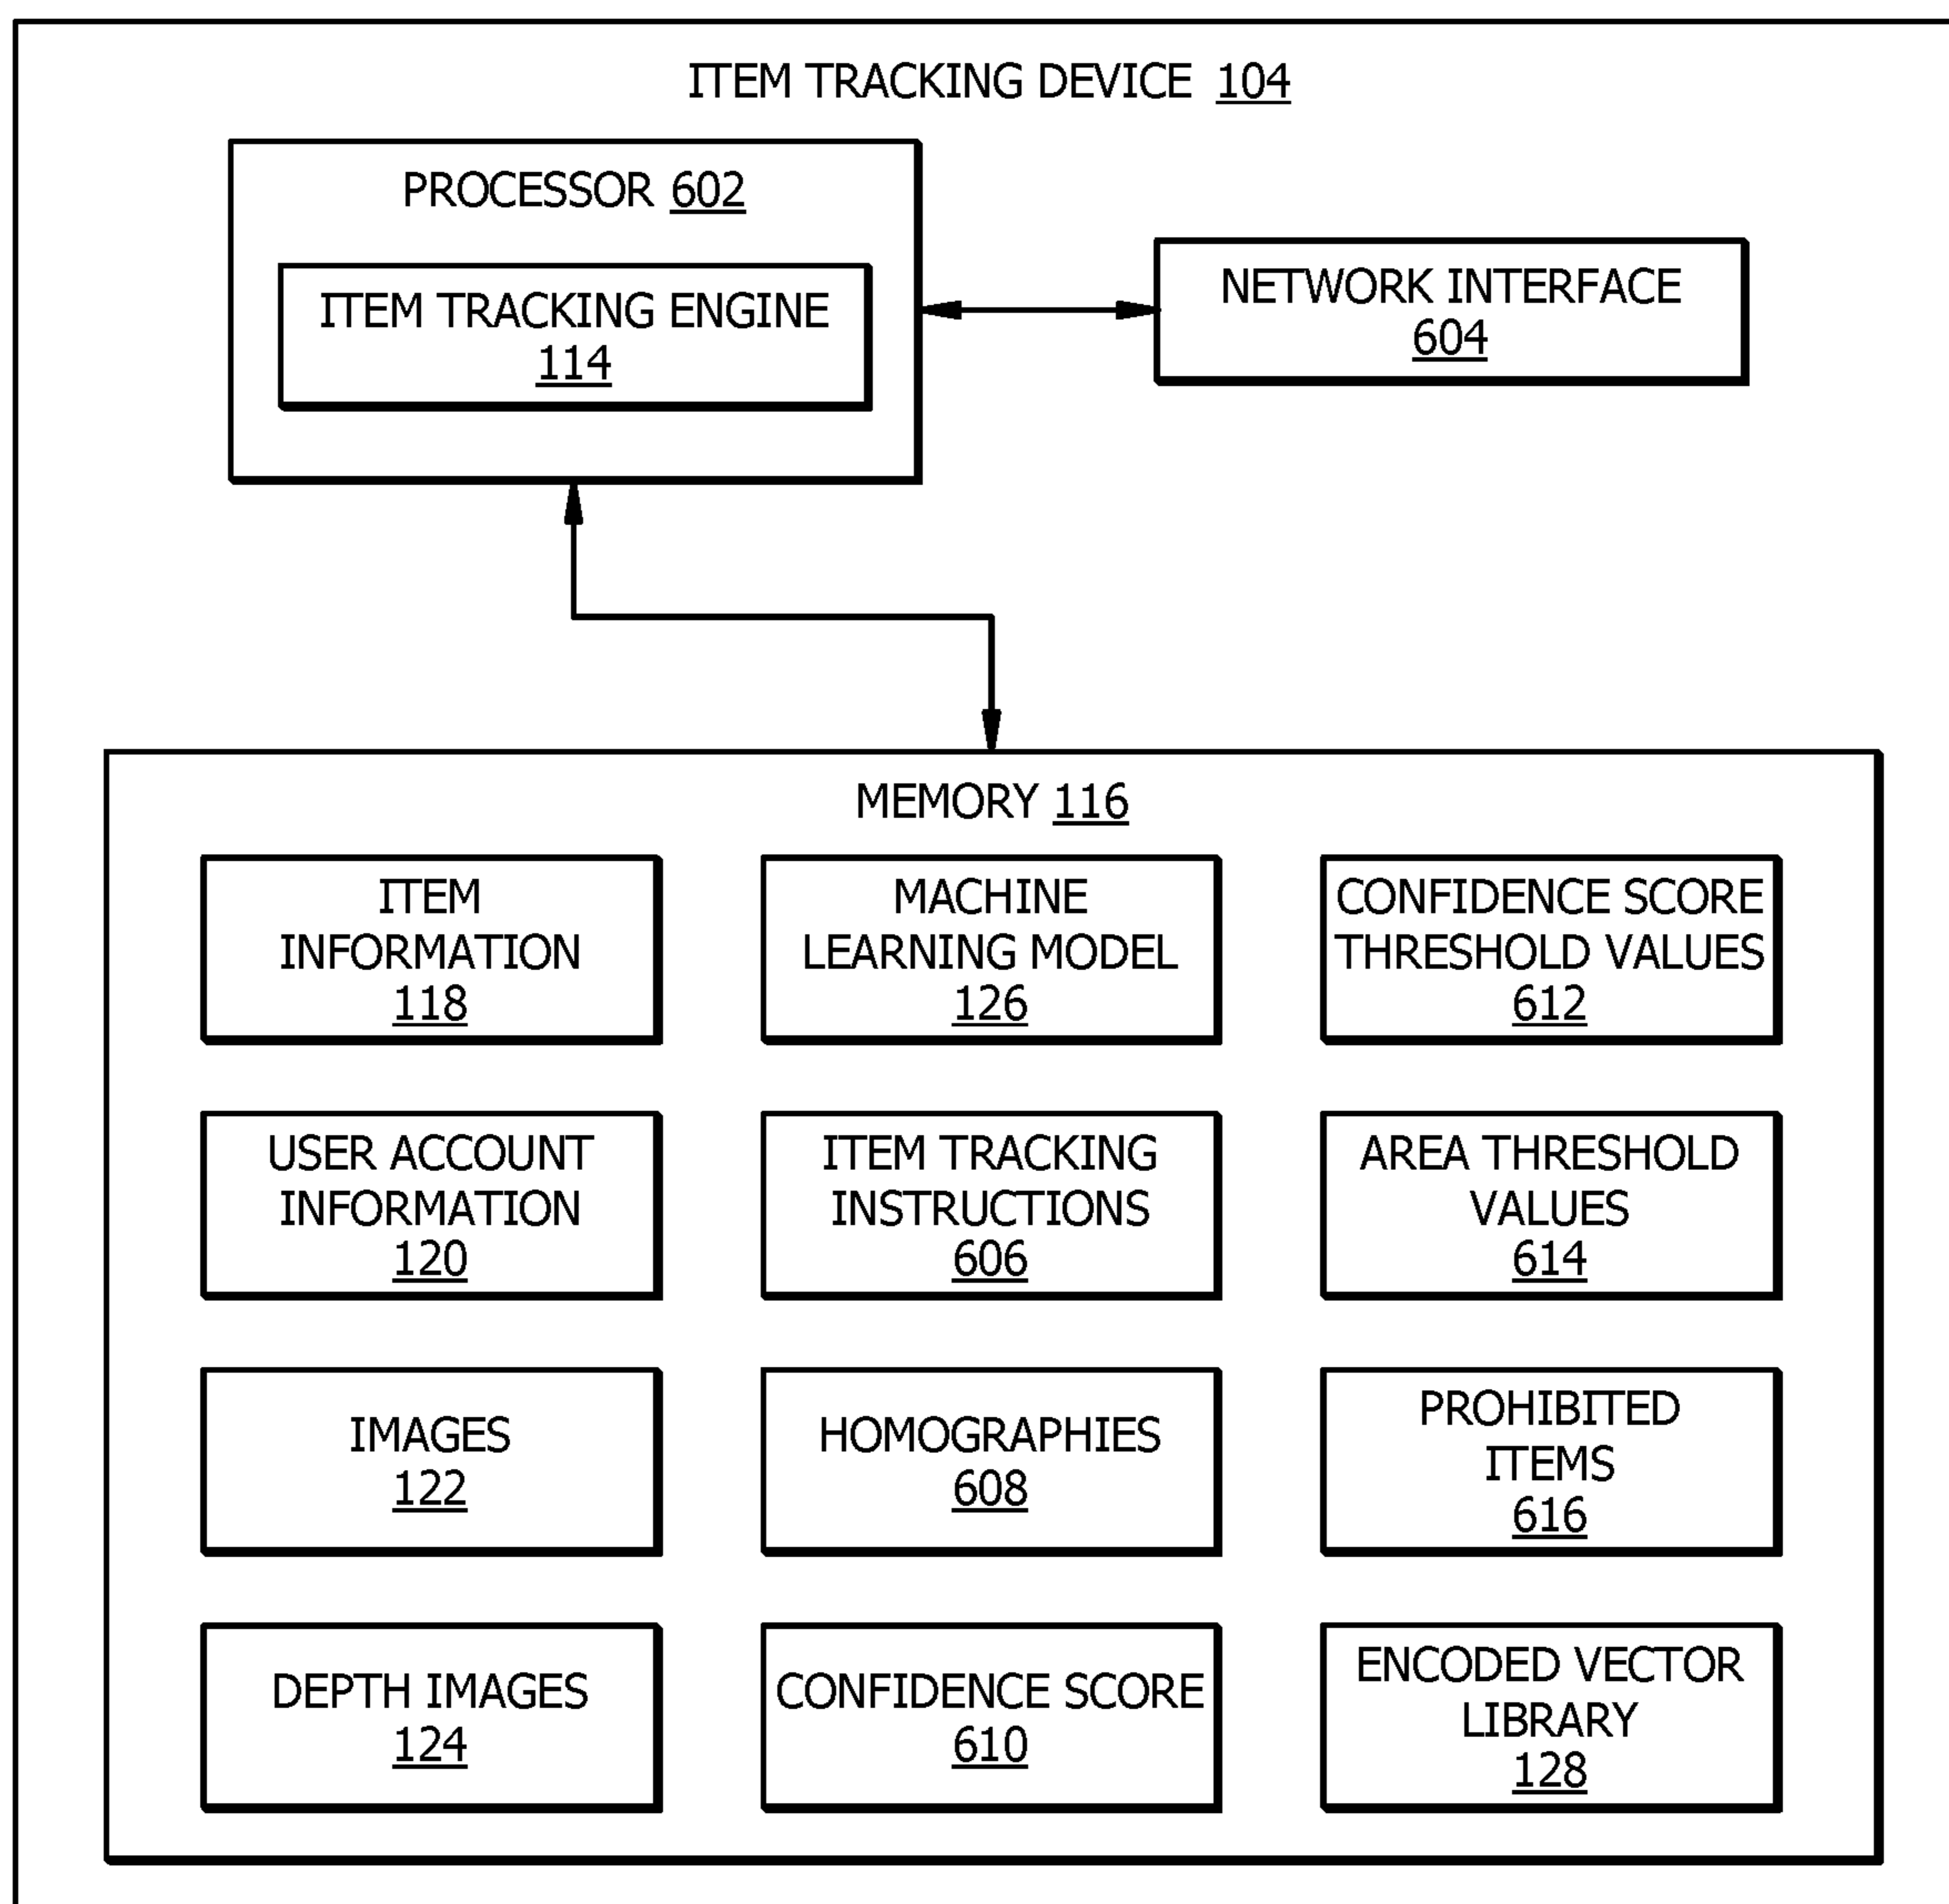 ITEM TRACKING DEVICE 104
PROCESSOR 602
ITEM TRACKING ENGINE
114
NETWORK INTERFACE
604
MEMORY 116
ITEM
INFORMATION
118
MACHINE
LEARNING MODEL
126
CONFIDENCE SCORE
THRESHOLD VALUES
612
USER ACCOUNT
INFORMATION
120
ITEM TRACKING
INSTRUCTIONS
606
AREA THRESHOLD
VALUES
614
IMAGES
122
HOMOGRAPHIES
608
PROHIBITED
ITEMS
616
DEPTH IMAGES
124
CONFIDENCE SCORE
610
ENCODED VECTOR
LIBRARY
128